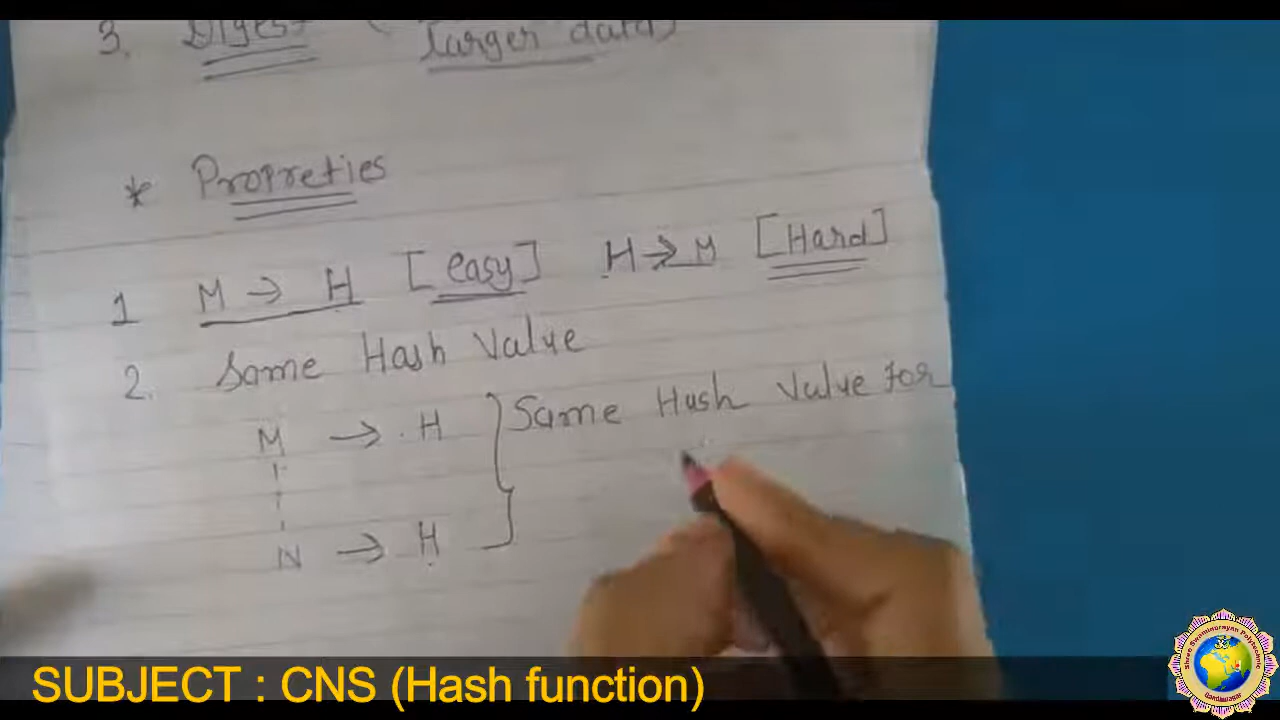 3. Digest ( larger data)
* Propreties
1 M → H [easy] H → M [Hard]
2. Same Hash Value
M → H } Same Hash Value for
N → H
SUBJECT : CNS (Hash function)